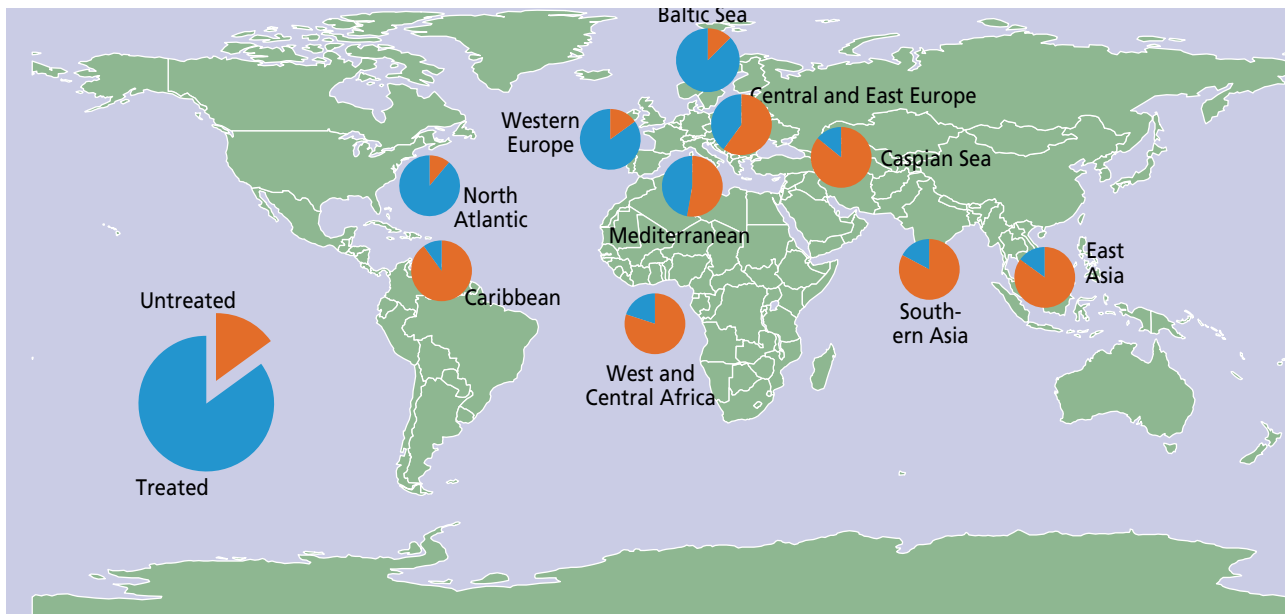 Baltic Sea
Central and East Europe
Western
Europe
Caspian Sea
North
Atlantic
Mediterranean
East
Asia
Caribbean
Untreated
South-
ern Asia
West and
Central Africa
Treated